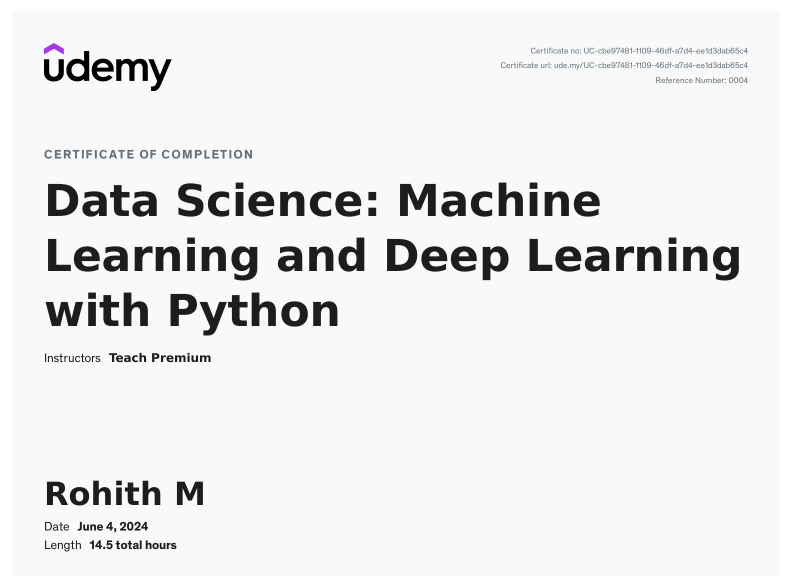 udemy
Certificate no: UC-cbe97481-1109-46df-a7d4-ee1d3dab65c4
Certificate url: ude.my/UC-cbe97481-1109-46df-a7d4-ee1d3dab65c4
Reference Number: 0004
CERTIFICATE OF COMPLETION
Data Science: Machine
Learning and Deep Learning
with Python
Instructors Teach Premium
Rohith M
Date June 4, 2024
Length 14.5 total hours